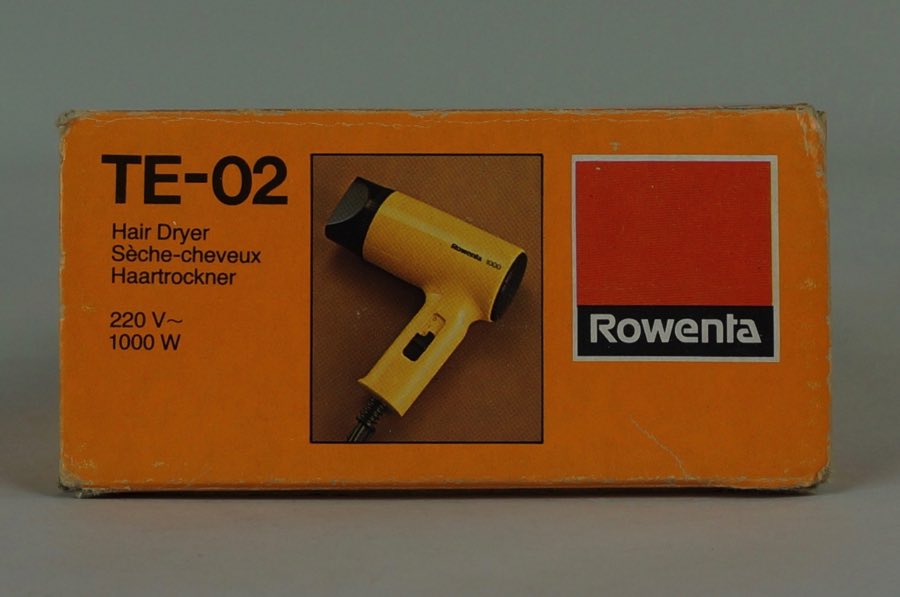 TE-02
Hair Dryer
Sèche-cheveux
Haartrockner
220 V~
1000 W
Rowenta 1000
Rowenta